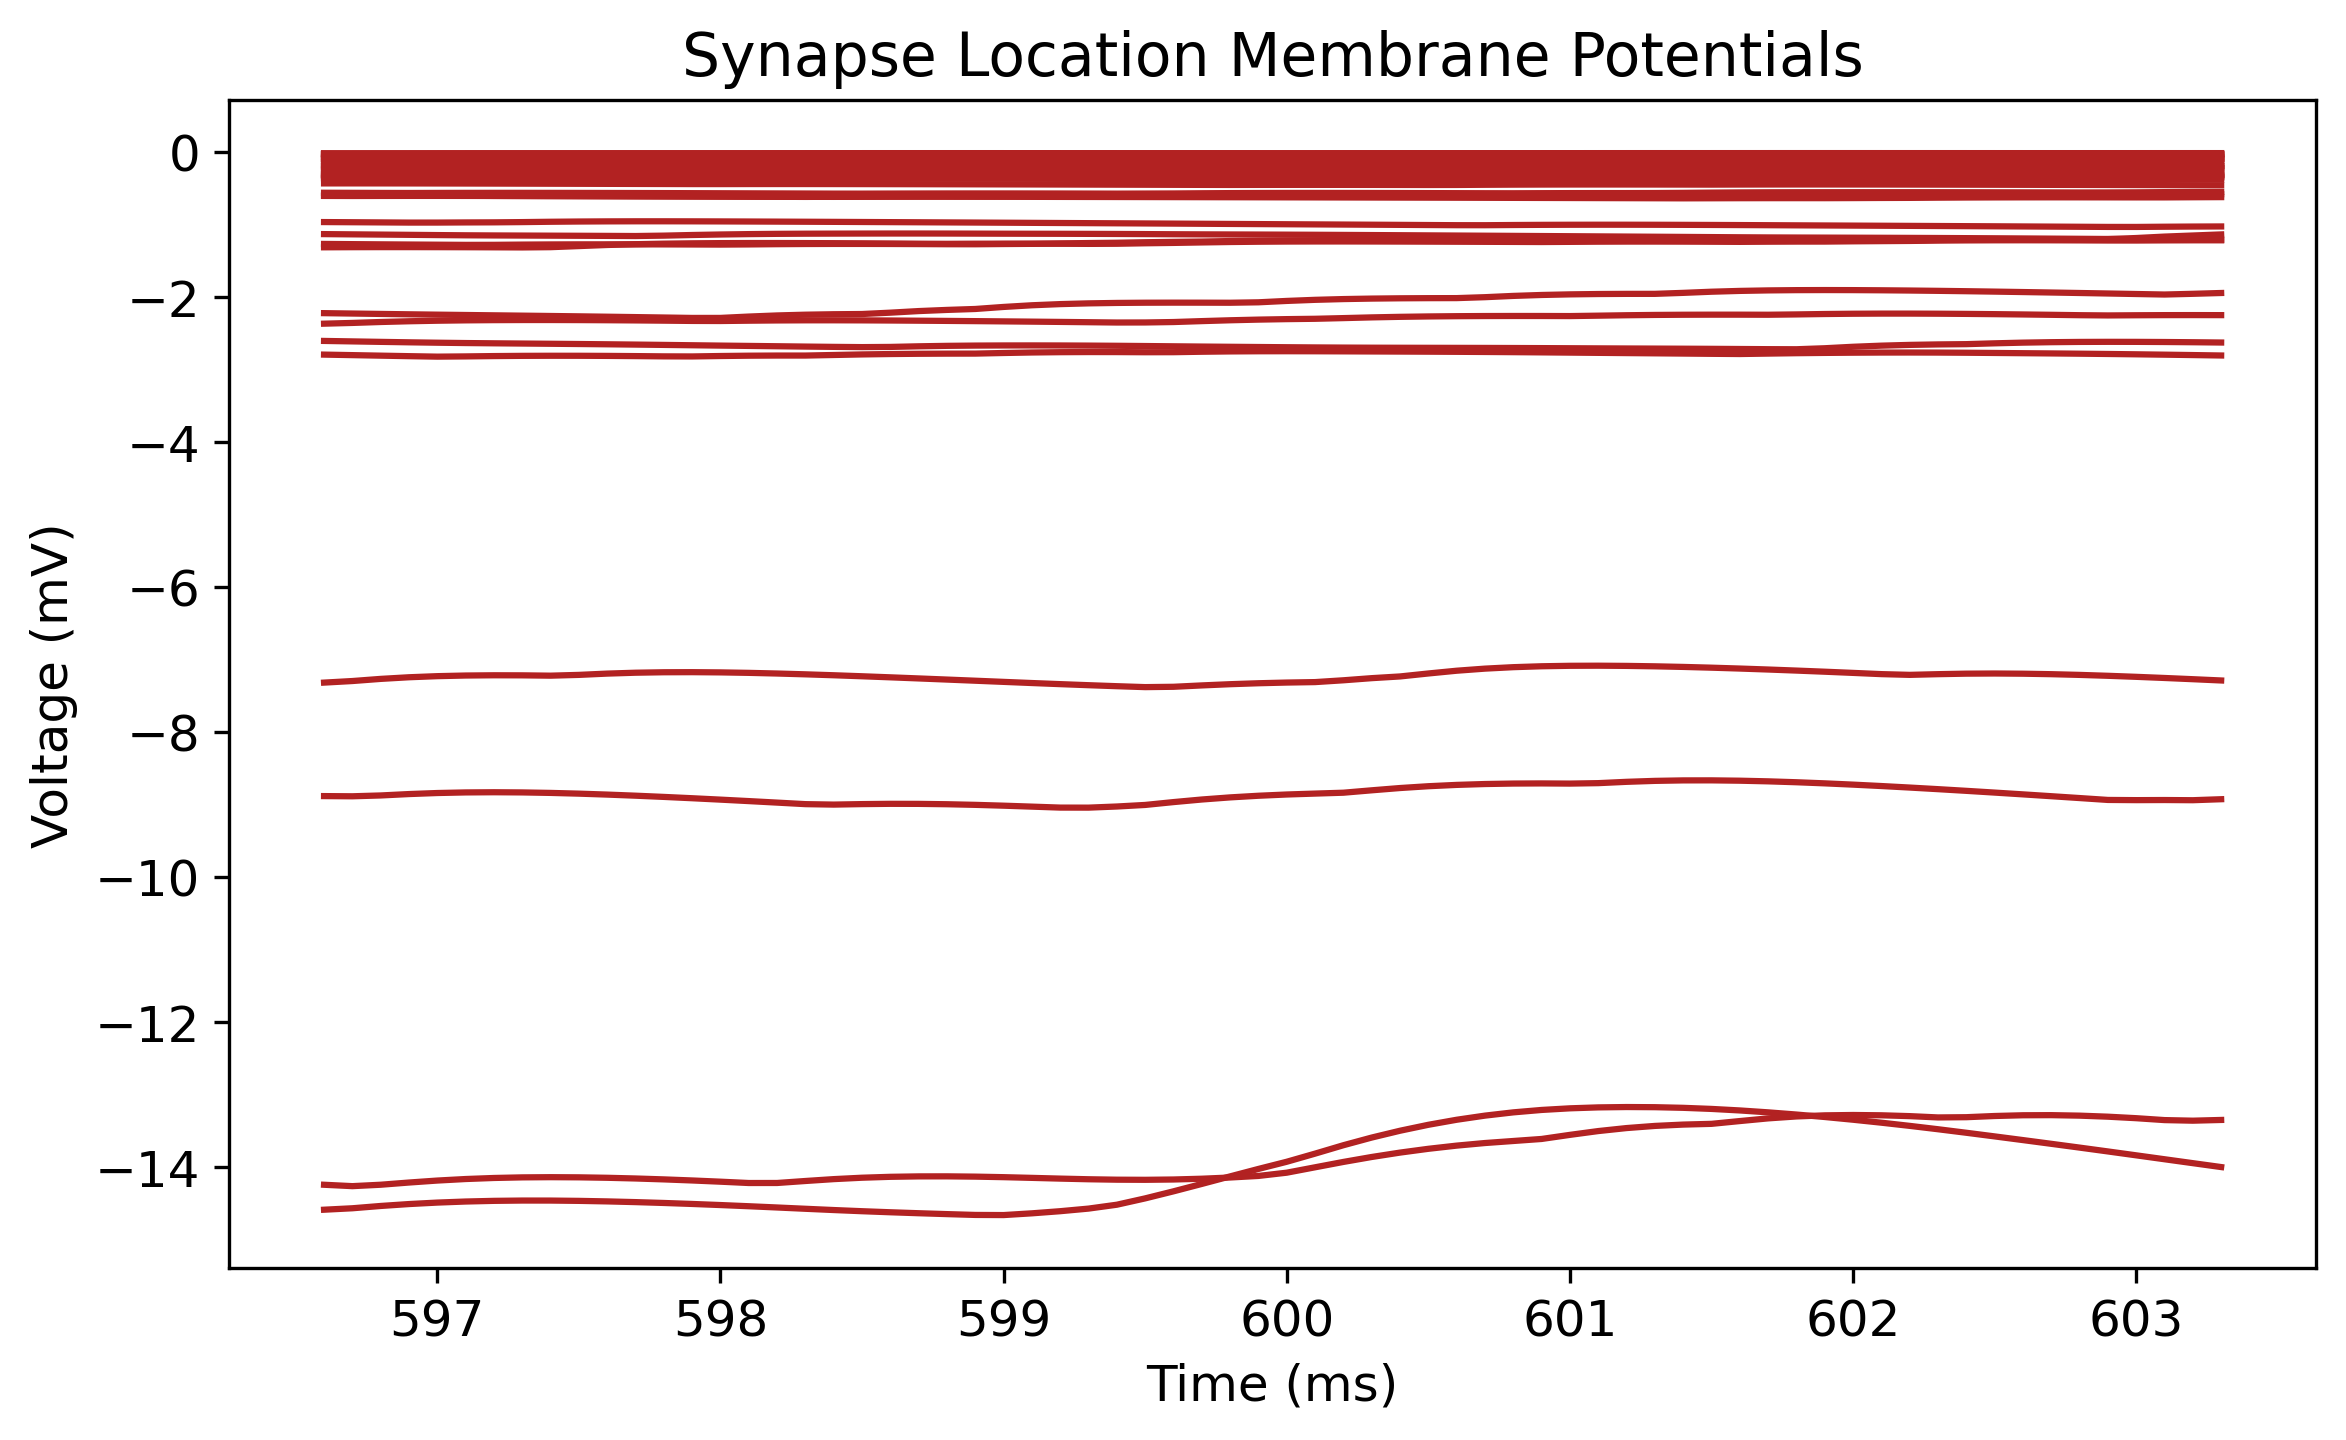 Synapse Location Membrane Potentials
0
−2
−4
−6
−8
−10
−12
−14
Voltage (mV)
597 598 599 600 601 602 603
Time (ms)